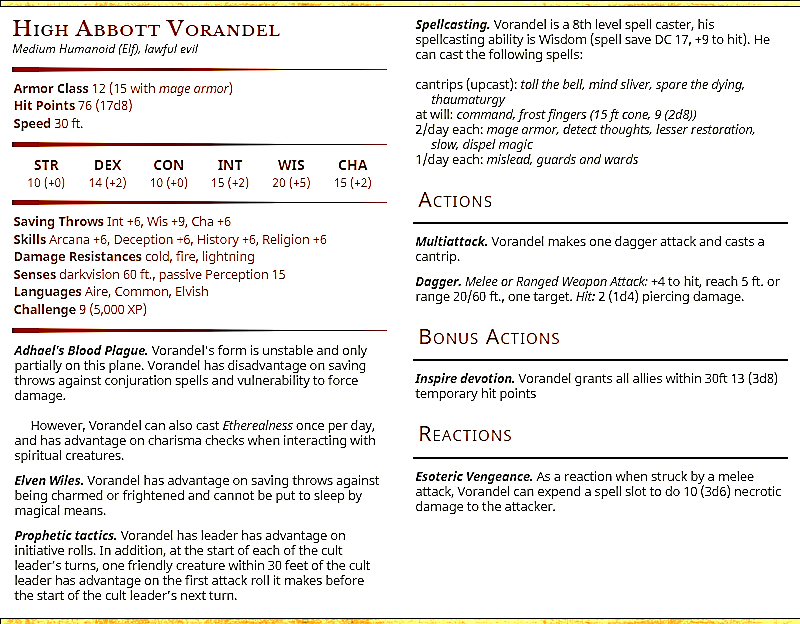 High Abbott Vorandel
Medium Humanoid (Elf), lawful evil
Armor Class 12 (15 with mage armor)
Hit Points 76 (17d8)
Speed 30 ft.
STR DEX CON INT WIS CHA
10 (+0) 14 (+2) 10 (+0) 15 (+2) 20 (+5) 15 (+2)
Saving Throws Int +6, Wis +9, Cha +6
Skills Arcana +6, Deception +6, History +6, Religion +6
Damage Resistances cold, fire, lightning
Senses darkvision 60 ft., passive Perception 15
Languages Aire, Common, Elvish
Challenge 9 (5,000 XP)
Adhael's Blood Plague. Vorandel's form is unstable and only
partially on this plane. Vorandel has disadvantage on saving
throws against conjuration spells and vulnerability to force
damage.
However, Vorandel can also cast Etherealness once per day,
and has advantage on charisma checks when interacting with
spiritual creatures.
Elven Wiles. Vorandel has advantage on saving throws against
being charmed or frightened and cannot be put to sleep by
magical means.
Prophetic tactics. Vorandel has leader has advantage on
initiative rolls. In addition, at the start of each of the cult
leader's turns, one friendly creature within 30 feet of the cult
leader has advantage on the first attack roll it makes before
the start of the cult leader's next turn.
Spellcasting. Vorandel is a 8th level spell caster, his
spellcasting ability is Wisdom (spell save DC 17, +9 to hit). He
can cast the following spells:
cantrips (upcast): toll the bell, mind sliver, spare the dying,
thaumaturgy
at will: command, frost fingers (15 ft cone, 9 (2d8))
2/day each: mage armor, detect thoughts, lesser restoration,
slow, dispel magic
1/day each: mislead, guards and wards
Actions
Multiattack. Vorandel makes one dagger attack and casts a
cantrip.
Dagger. Melee or Ranged Weapon Attack: +4 to hit, reach 5 ft. or
range 20/60 ft., one target. Hit: 2 (1d4) piercing damage.
Bonus Actions
Inspire devotion. Vorandel grants all allies within 30ft 13 (3d8)
temporary hit points
Reactions
Esoteric Vengeance. As a reaction when struck by a melee
attack, Vorandel can expend a spell slot to do 10 (3d6) necrotic
damage to the attacker.